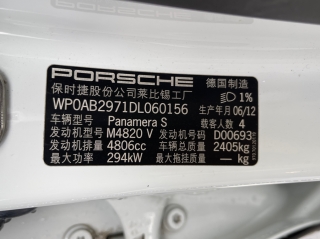 PORSCHE 德国制造
保时捷股份公司莱比锡工厂 1%
WP0AB2971DL060156 生产年月 06/12
车辆型号 Panamera S 载客人数 4
发动机型号 M4820 V 发动机号 D00693
发动机排量 4806cc 车辆总重 2405kg
最大功率 294kW 最大拖挂质量 — kg